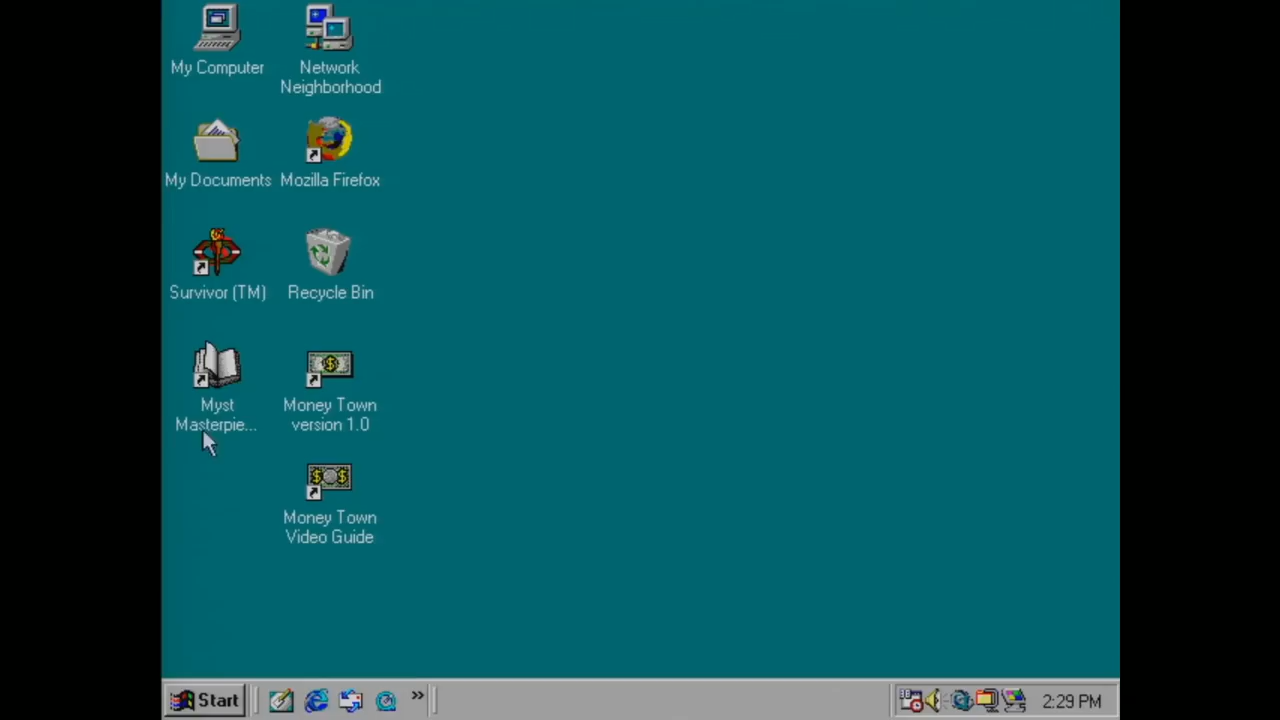 My Computer
Network
Neighborhood
My Documents
Mozilla Firefox
Survivor (TM)
Recycle Bin
Myst
Masterpie...
Money Town
version 1.0
Money Town
Video Guide
Start
»
2:29 PM